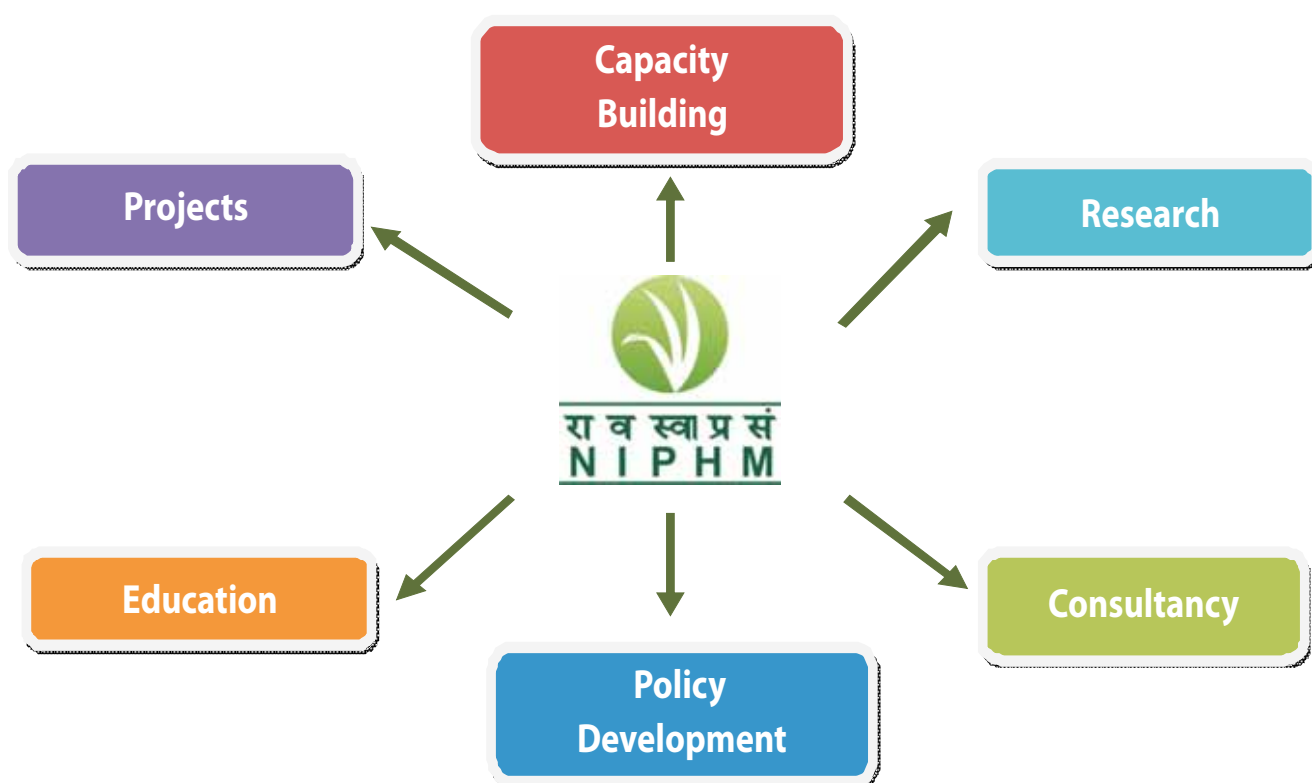 Capacity
Building
Projects
Research
रा व स्वा प्र सं
N I P H M
Education
Consultancy
Policy
Development